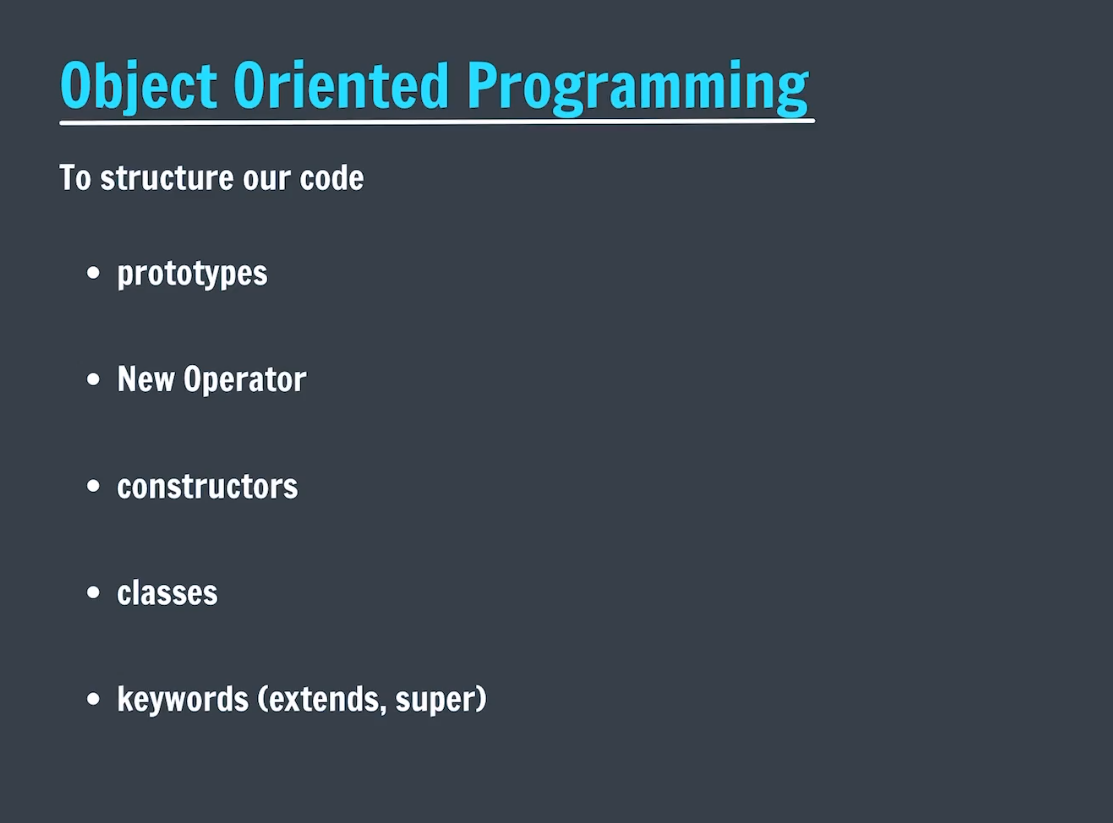 Object Oriented Programming
To structure our code
• prototypes
• New Operator
• constructors
• classes
• keywords (extends, super)